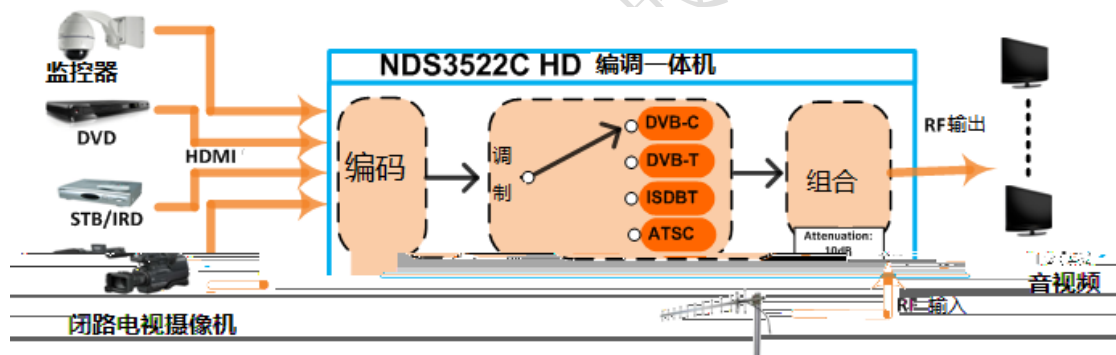 监控器
NDS3522C HD 编调一体机
DVD
HDMI
STB/IRD
编码
调
制
DVB-C
DVB-T
ISDBT
ATSC
组合
Attenuation:
10dB
RF输出
音视频
RF 输入
闭路电视摄像机